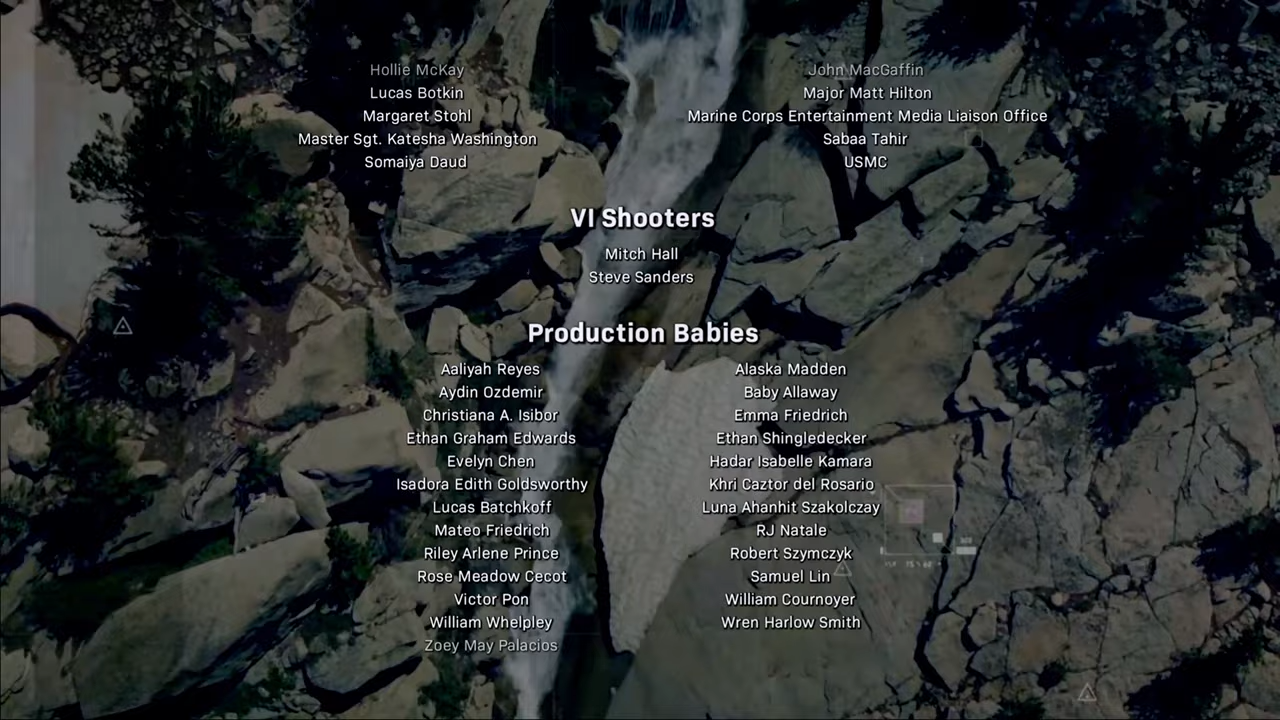 Hollie McKay
John MacGaffin
Lucas Botkin
Major Matt Hilton
Margaret Stohl
Marine Corps Entertainment Media Liaison Office
Master Sgt. Katesha Washington
Sabaa Tahir
Somaiya Daud
USMC
VI Shooters
Mitch Hall
Steve Sanders
Production Babies
Aaliyah Reyes
Alaska Madden
Aydin Ozdemir
Baby Allaway
Christiana A. Isibor
Emma Friedrich
Ethan Graham Edwards
Ethan Shingledecker
Evelyn Chen
Hadar Isabelle Kamara
Isadora Edith Goldsworthy
Khri Caztor del Rosario
Lucas Batchkoff
Luna Ahanhit Szakolczay
Mateo Friedrich
RJ Natale
Riley Arlene Prince
Robert Szymczyk
Rose Meadow Cecot
Samuel Lin
Victor Pon
William Cournoyer
William Whelpley
Wren Harlow Smith
Zoey May Palacios